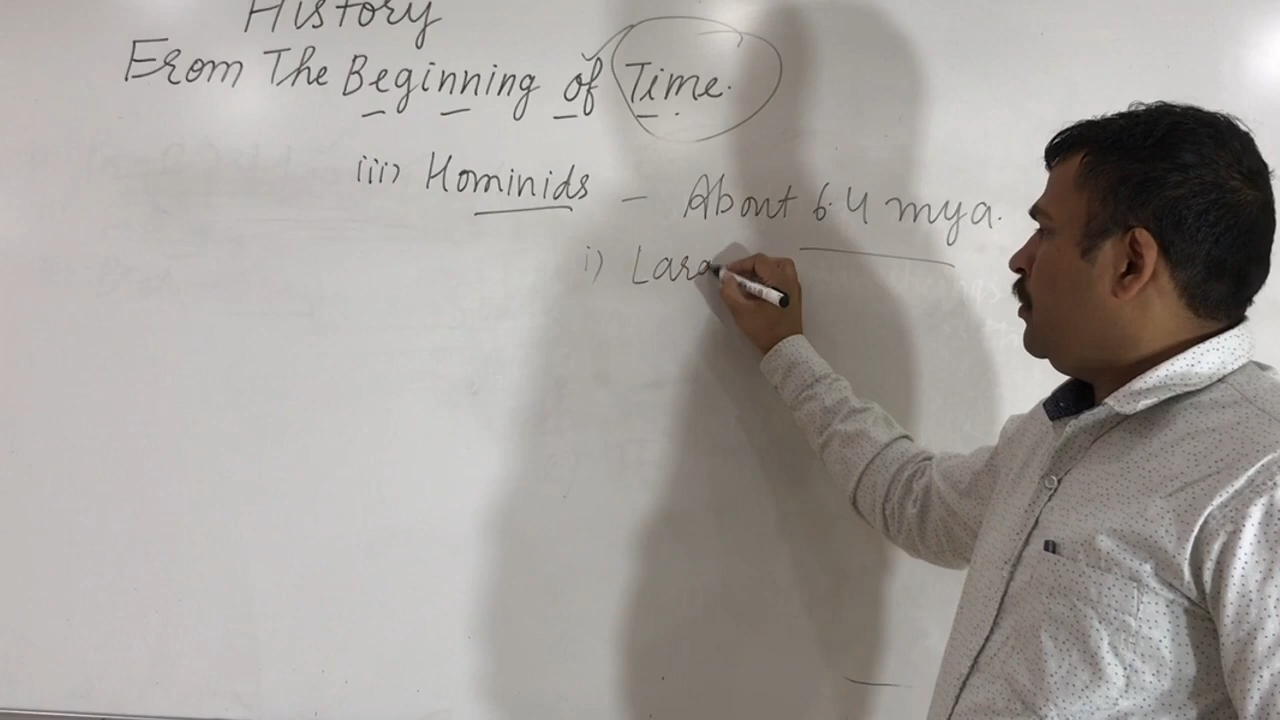 History
From The Beginning of Time.
iii) Hominids - About 6.4 mya.
i) Lara